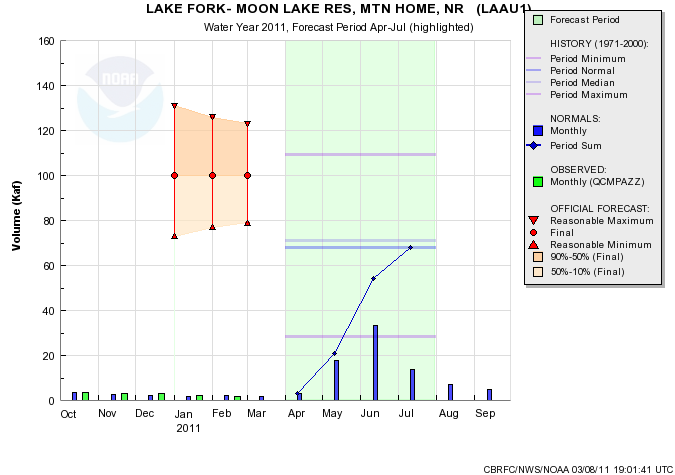 LAKE FORK- MOON LAKE RES, MTN HOME, NR (LAAU1)
Water Year 2011, Forecast Period Apr-Jul (highlighted)
NOAA
Volume (Kaf)
160
140
120
100
80
60
40
20
0
Oct Nov Dec Jan Feb Mar Apr May Jun Jul Aug Sep
2011
Forecast Period
HISTORY (1971-2000):
Period Minimum
Period Normal
Period Median
Period Maximum
NORMALS:
Monthly
Period Sum
OBSERVED:
Monthly (QCMPAZZ)
OFFICIAL FORECAST:
Reasonable Maximum
Final
Reasonable Minimum
90%-50% (Final)
50%-10% (Final)
CBRFC/NWS/NOAA 03/08/11 19:01:41 UTC